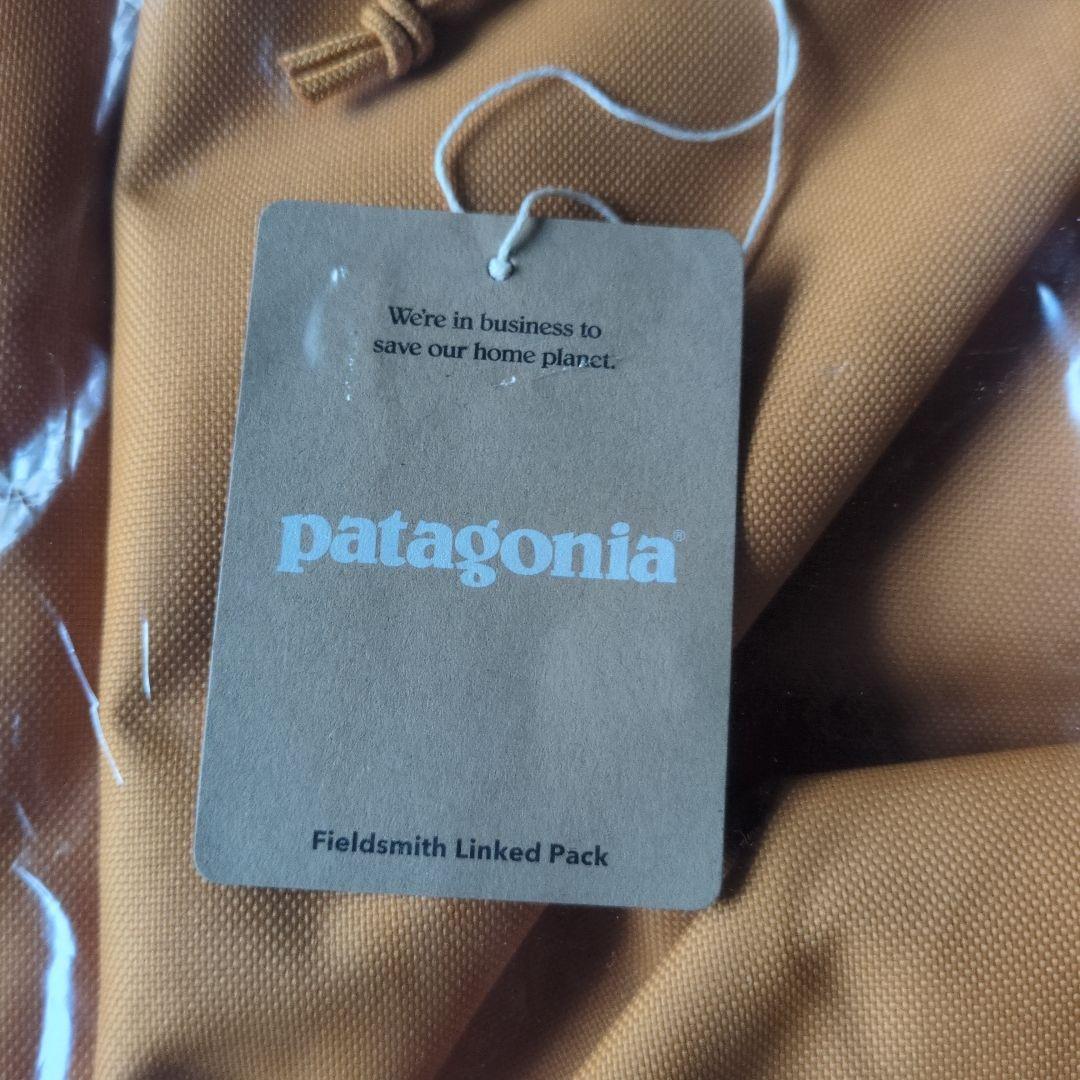 We're in business to
save our home planet.
patagonia®
Fieldsmith Linked Pack